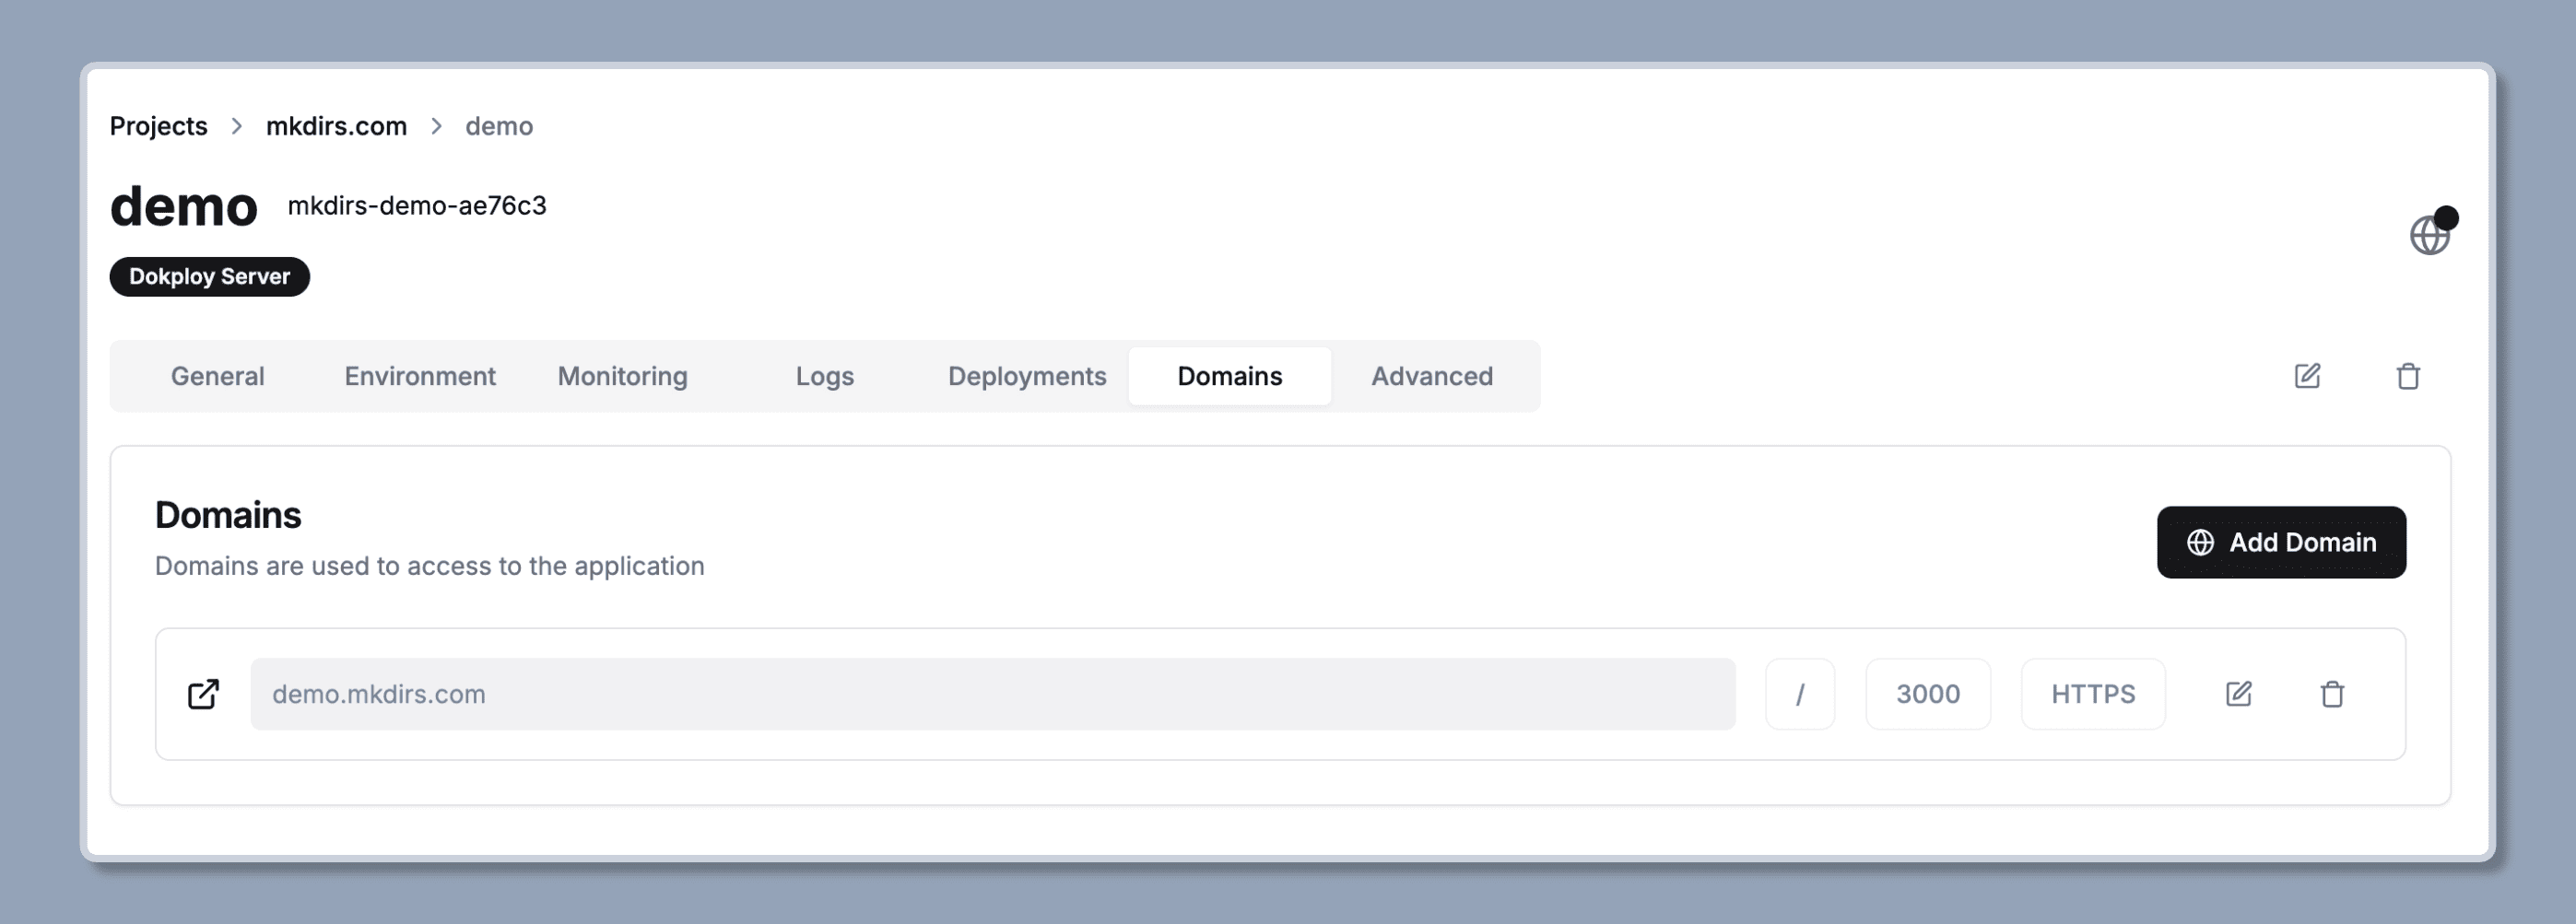 Projects > mkdirs.com > demo
demo mkdirs-demo-ae76c3
Dokploy Server
General Environment Monitoring Logs Deployments Domains Advanced
Domains
Domains are used to access to the application
Add Domain
demo.mkdirs.com / 3000 HTTPS